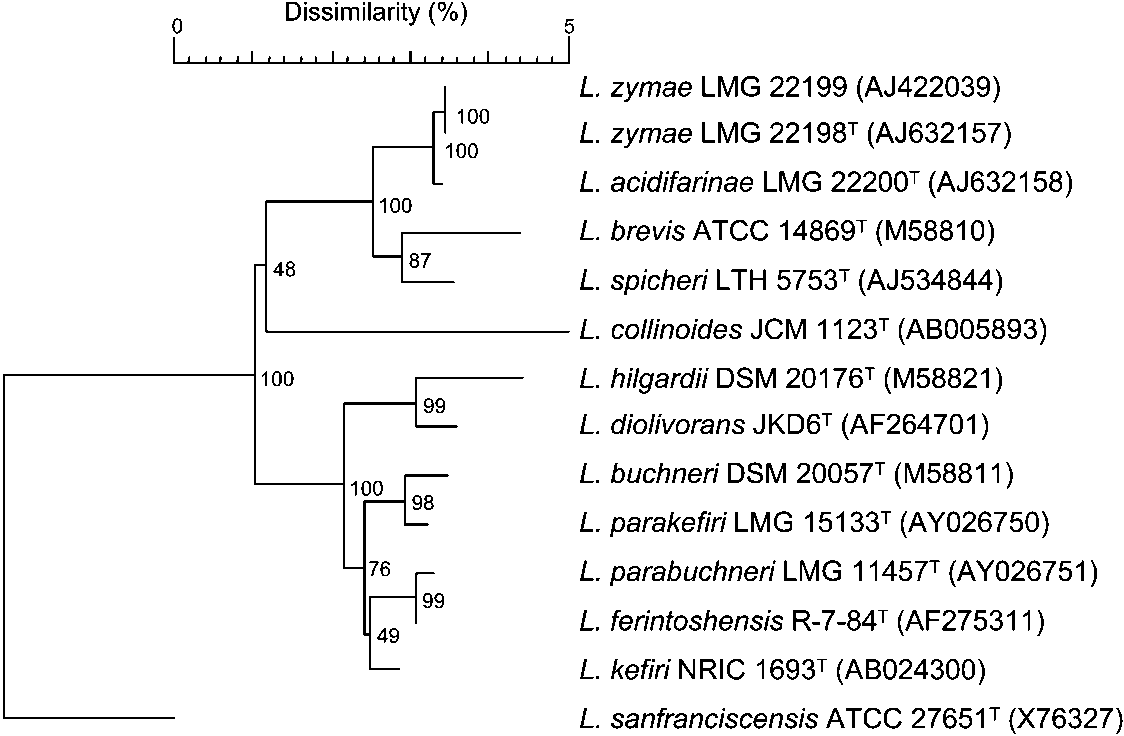 Dissimilarity (%)
0 5
L. zymae LMG 22199 (AJ422039)
100
L. zymae LMG 22198ᵀ (AJ632157)
100
L. acidifarinae LMG 22200ᵀ (AJ632158)
100
L. brevis ATCC 14869ᵀ (M58810)
87
48
L. spicheri LTH 5753ᵀ (AJ534844)
L. collinoides JCM 1123ᵀ (AB005893)
100
L. hilgardii DSM 20176ᵀ (M58821)
99
L. diolivorans JKD6ᵀ (AF264701)
L. buchneri DSM 20057ᵀ (M58811)
100
98
L. parakefiri LMG 15133ᵀ (AY026750)
76
L. parabuchneri LMG 11457ᵀ (AY026751)
99
L. ferintoshensis R-7-84ᵀ (AF275311)
49
L. kefiri NRIC 1693ᵀ (AB024300)
L. sanfranciscensis ATCC 27651ᵀ (X76327)